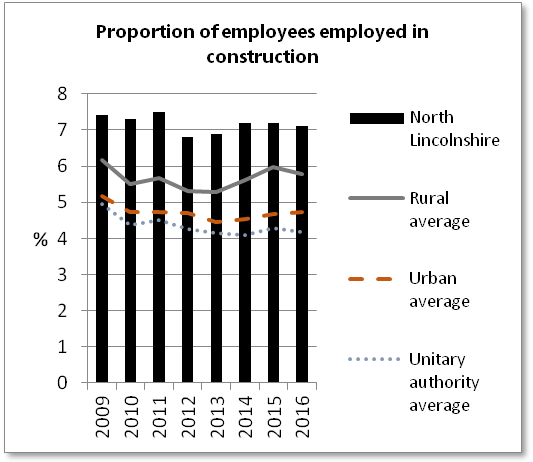 Proportion of employees employed in
construction
8
7
6
5
4
3
2
1
0
%
2009
2010
2011
2012
2013
2014
2015
2016
North
Lincolnshire
Rural
average
Urban
average
Unitary
authority
average